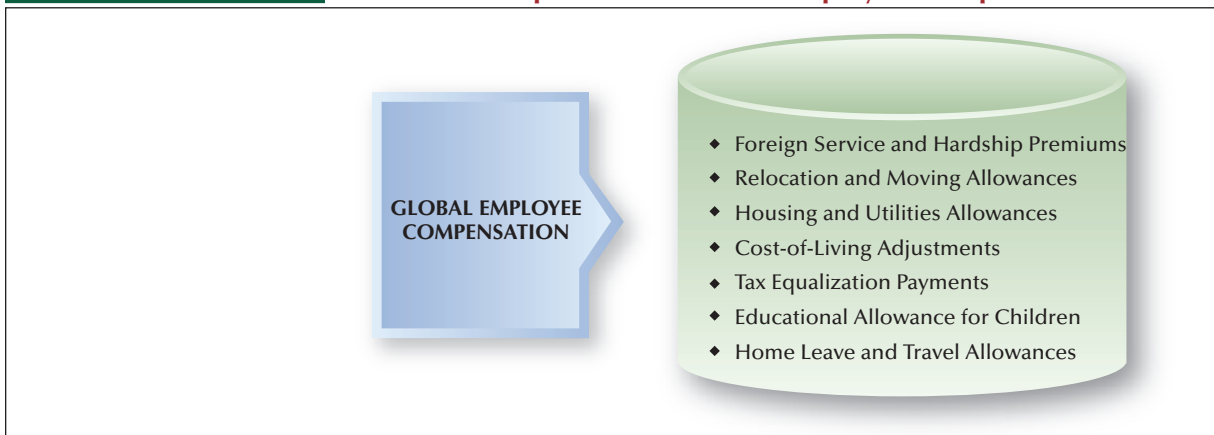 GLOBAL EMPLOYEE
COMPENSATION
◆ Foreign Service and Hardship Premiums
◆ Relocation and Moving Allowances
◆ Housing and Utilities Allowances
◆ Cost-of-Living Adjustments
◆ Tax Equalization Payments
◆ Educational Allowance for Children
◆ Home Leave and Travel Allowances